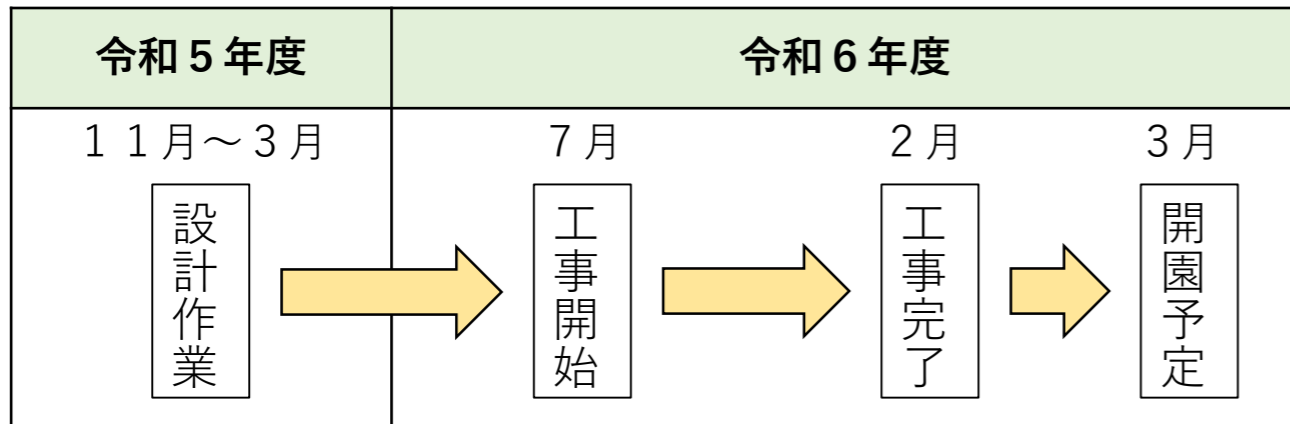 令和５年度
令和６年度
１１月～３月
設計作業
７月
工事開始
２月
工事完了
３月
開園予定